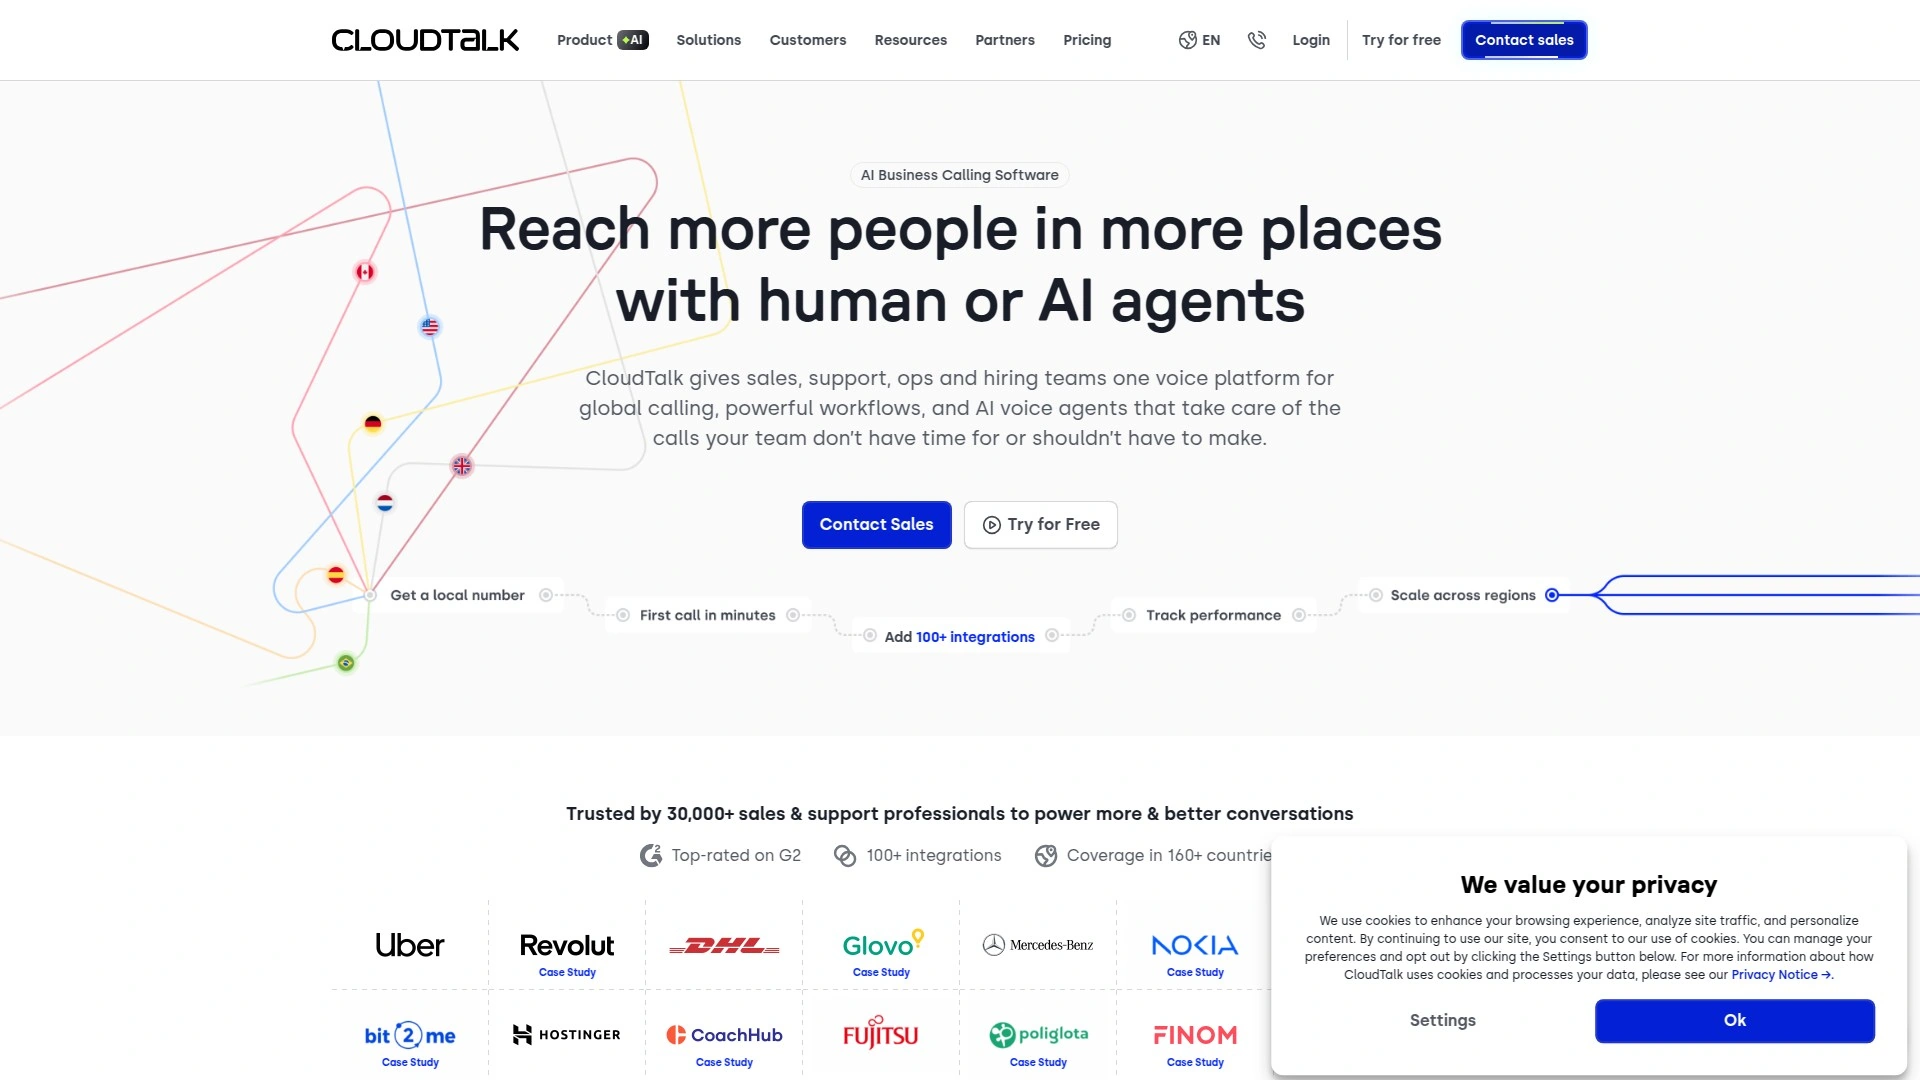 CLOUDTALK
Product AI
Solutions
Customers
Resources
Partners
Pricing
EN
Login
Try for free
Contact sales
AI Business Calling Software
Reach more people in more places
with human or AI agents
CloudTalk gives sales, support, ops and hiring teams one voice platform for
global calling, powerful workflows, and AI voice agents that take care of the
calls your team don't have time for or shouldn't have to make.
Contact Sales
Try for Free
Get a local number
First call in minutes
Add 100+ integrations
Track performance
Scale across regions
Trusted by 30,000+ sales & support professionals to power more & better conversations
Top-rated on G2
100+ integrations
Coverage in 160+ countrie
Uber
Revolut
Case Study
DHL
Glovo
Case Study
Mercedes-Benz
NOKIA
Case Study
bit2me
Case Study
HOSTINGER
CoachHub
Case Study
FUJITSU
poliglota
Case Study
FINOM
Case Study
We value your privacy
We use cookies to enhance your browsing experience, analyze site traffic, and personalize
content. By continuing to use our site, you consent to our use of cookies. You can manage your
preferences and opt out by clicking the Settings button below. For more information about how
CloudTalk uses cookies and processes your data, please see our Privacy Notice →.
Settings
Ok